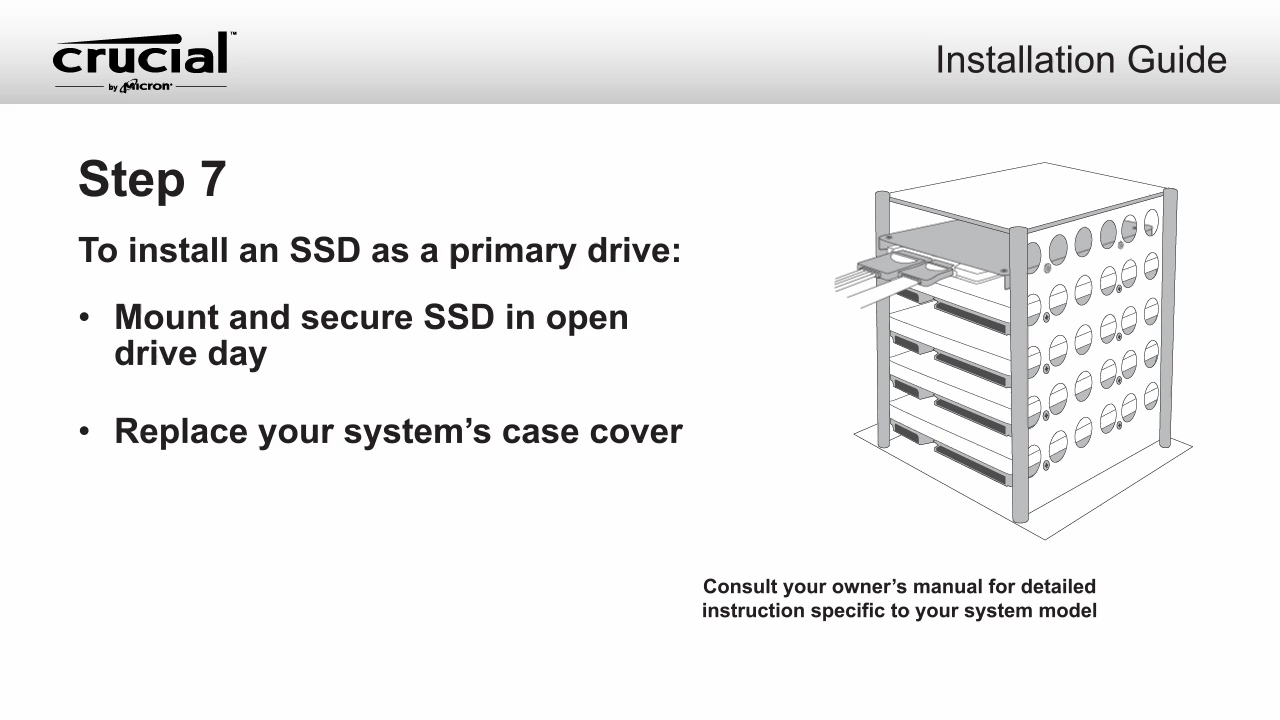 crucial™
by Micron®
Installation Guide
Step 7
To install an SSD as a primary drive:
• Mount and secure SSD in open
drive day
• Replace your system’s case cover
Consult your owner’s manual for detailed
instruction specific to your system model